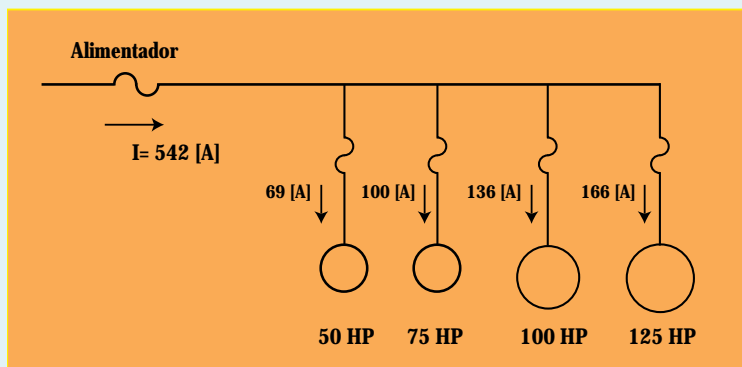 Alimentador
I= 542 [A]
69 [A] 100 [A] 136 [A] 166 [A]
50 HP 75 HP 100 HP 125 HP